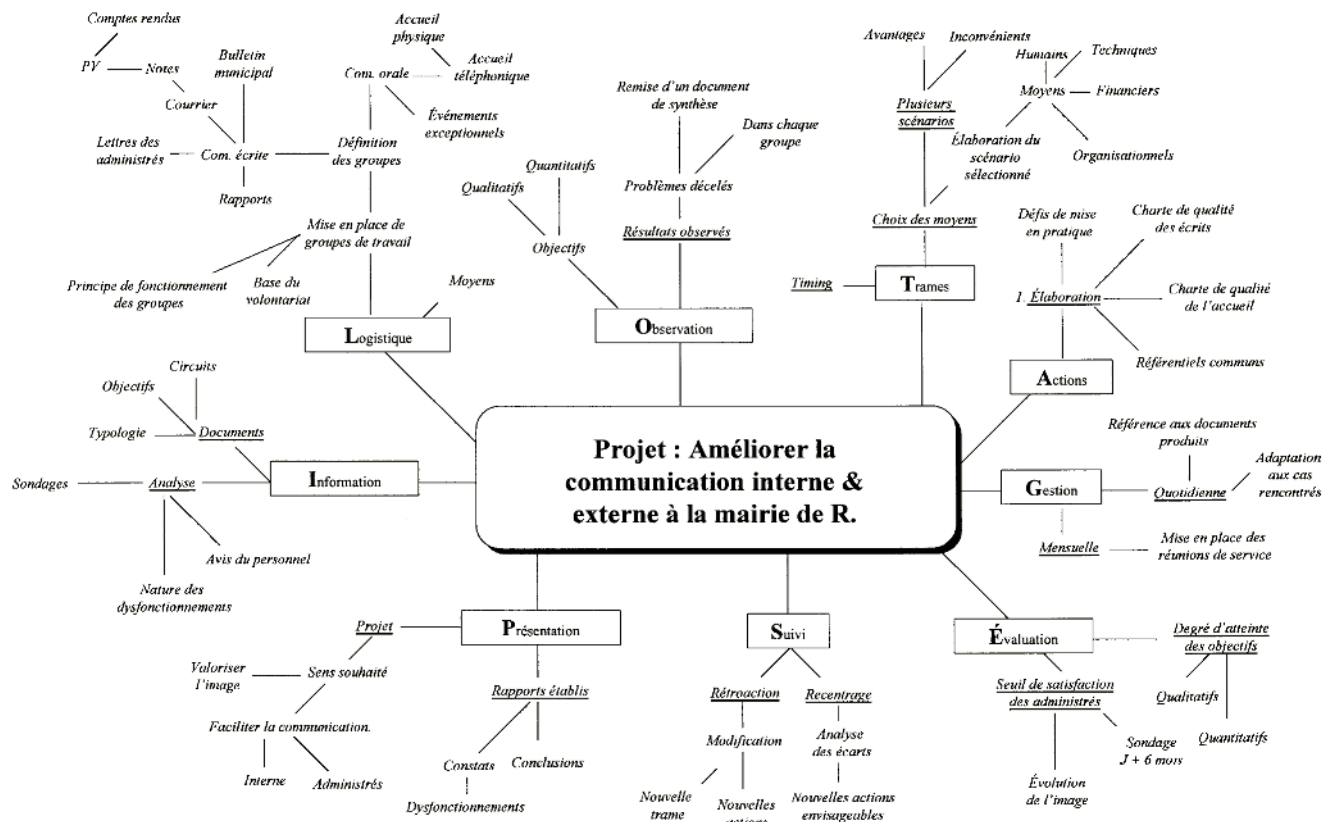 Comptes rendus
PV
Notes
Courrier
Bulletin
municipal
Lettres des
administrés
Com. écrite
Rapports
Accueil
physique
Com. orale
Accueil
téléphonique
Événements
exceptionnels
Définition
des groupes
Mise en place de
groupes de travail
Principe de fonctionnement
des groupes
Base du
volontariat
Moyens
Logistique
Remise d'un document
de synthèse
Dans chaque
groupe
Problèmes décelés
Résultats observés
Quantitatifs
Qualitatifs
Objectifs
Observation
Avantages
Inconvénients
Plusieurs
scénarios
Humains
Techniques
Moyens
Financiers
Organisationnels
Élaboration du
scénario
sélectionné
Choix des moyens
Timing
Trames
Défis de mise
en pratique
Charte de qualité
des écrits
1. Élaboration
Charte de qualité
de l'accueil
Référentiels communs
Actions
Projet : Améliorer la
communication interne &
externe à la mairie de R.
Circuits
Objectifs
Typologie
Documents
Sondages
Analyse
Information
Avis du personnel
Nature des
dysfonctionnements
Référence aux documents
produits
Adaptation
aux cas
rencontrés
Gestion
Quotidienne
Mensuelle
Mise en place des
réunions de service
Projet
Présentation
Valoriser
l'image
Sens souhaité
Faciliter la communication.
Interne
Administrés
Rapports établis
Constats
Conclusions
Dysfonctionnements
Suivi
Rétroaction
Recentrage
Modification
Analyse
des écarts
Nouvelle
trame
Nouvelles
actions
Nouvelles actions
envisageables
Évaluation
Degré d'atteinte
des objectifs
Seuil de satisfaction
des administrés
Qualitatifs
Quantitatifs
Sondage
J + 6 mois
Évolution
de l'image